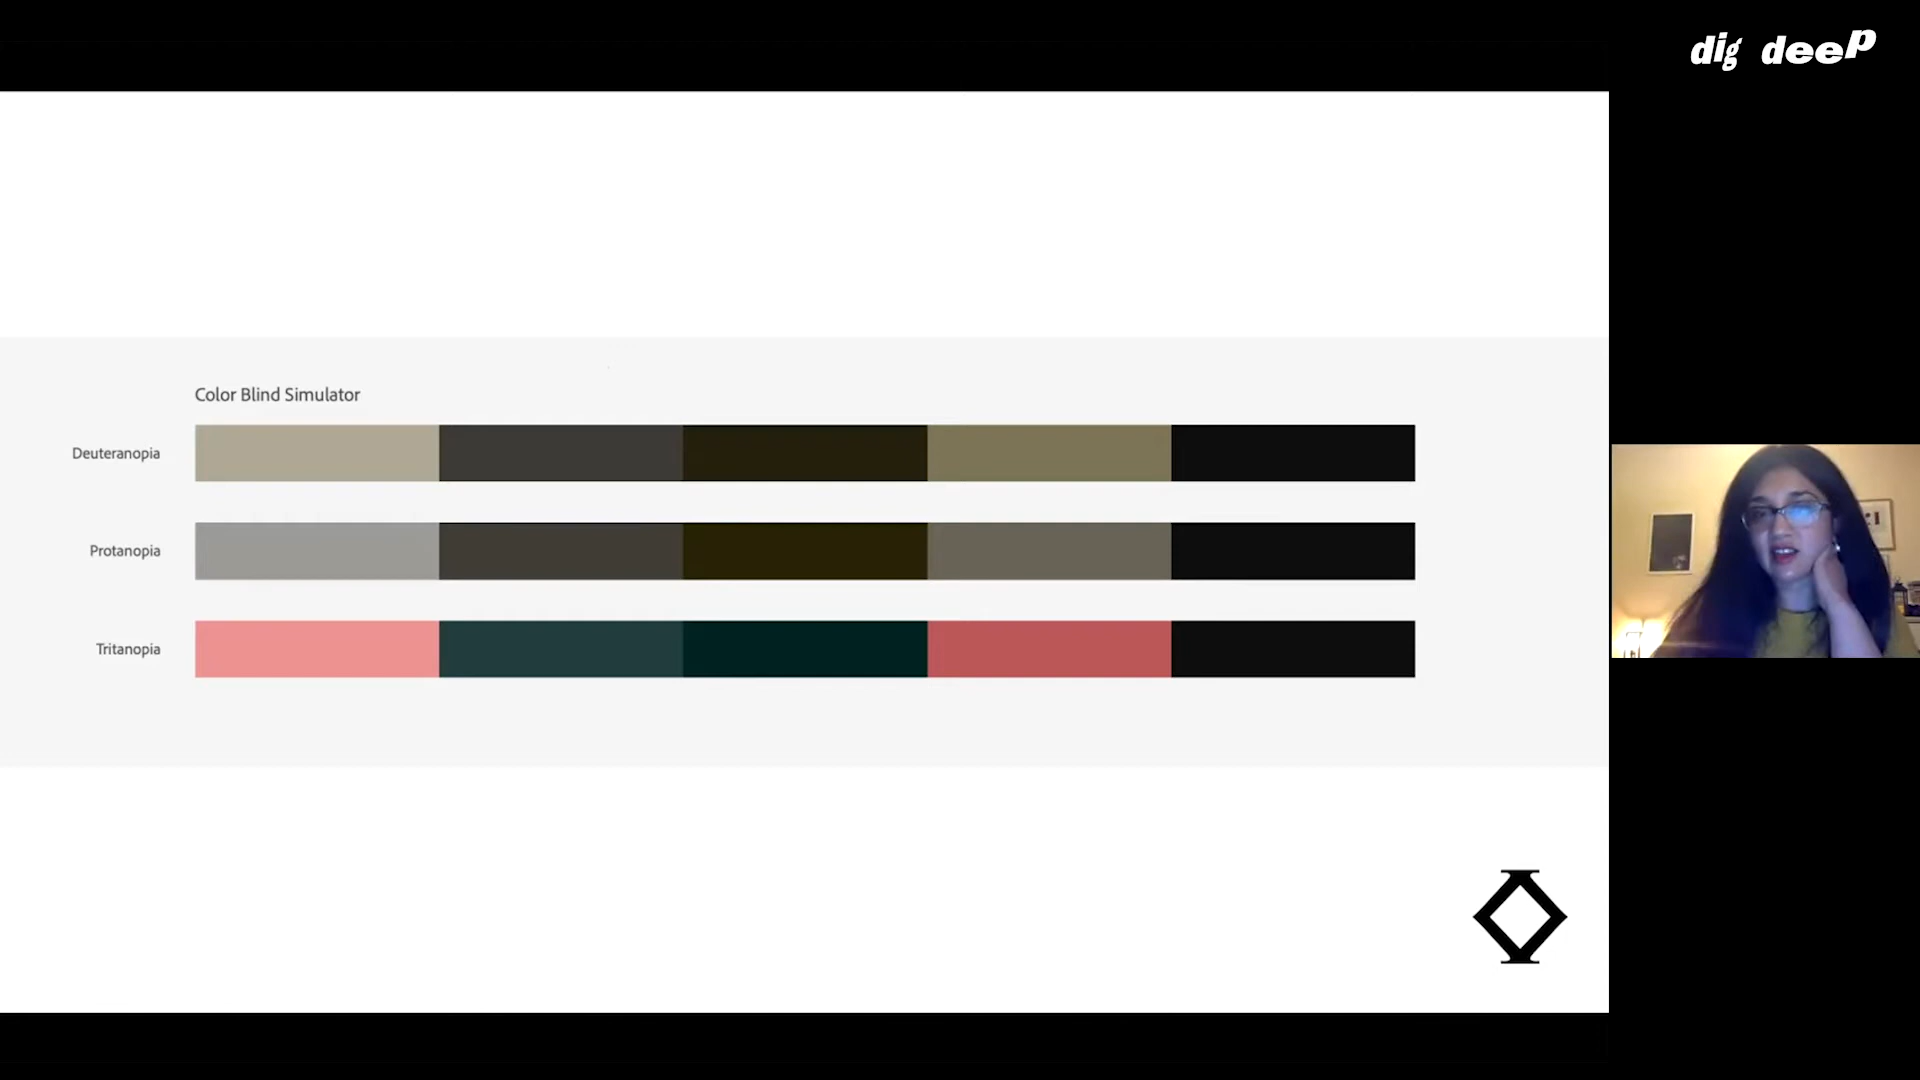 dig deep
Color Blind Simulator
Deuteranopia
Protanopia
Tritanopia